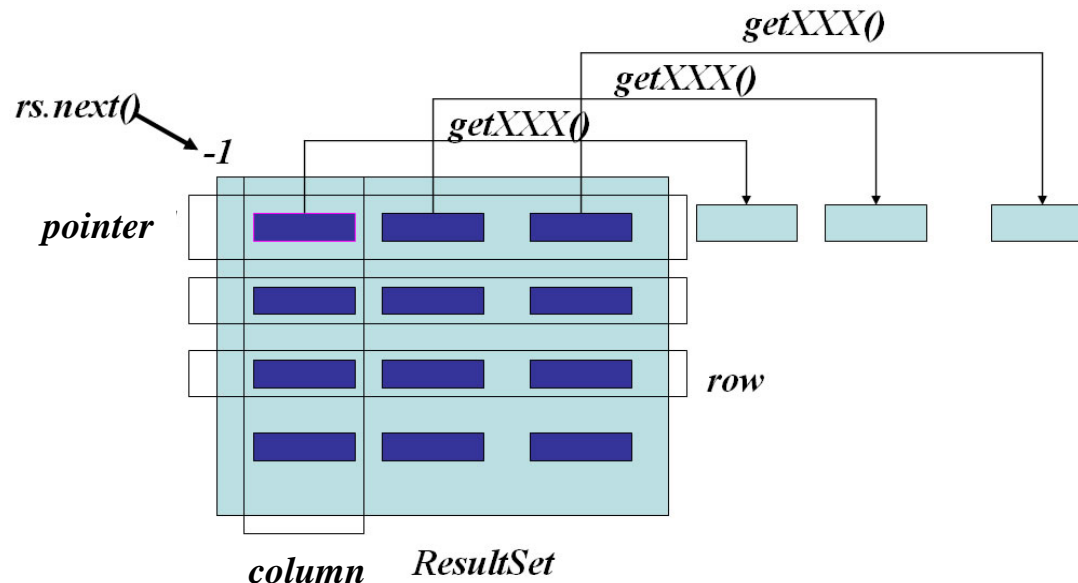 getXXX()
getXXX()
rs.next()
getXXX()
-1
pointer
row
column
ResultSet